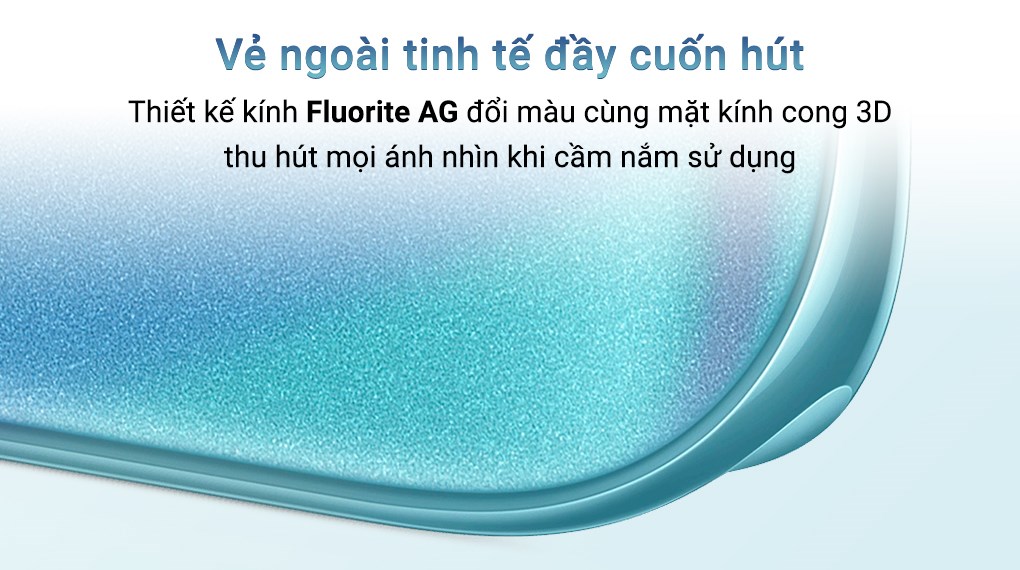 Vẻ ngoài tinh tế đầy cuốn hút
Thiết kế kính Fluorite AG đổi màu cùng mặt kính cong 3D
thu hút mọi ánh nhìn khi cầm nắm sử dụng